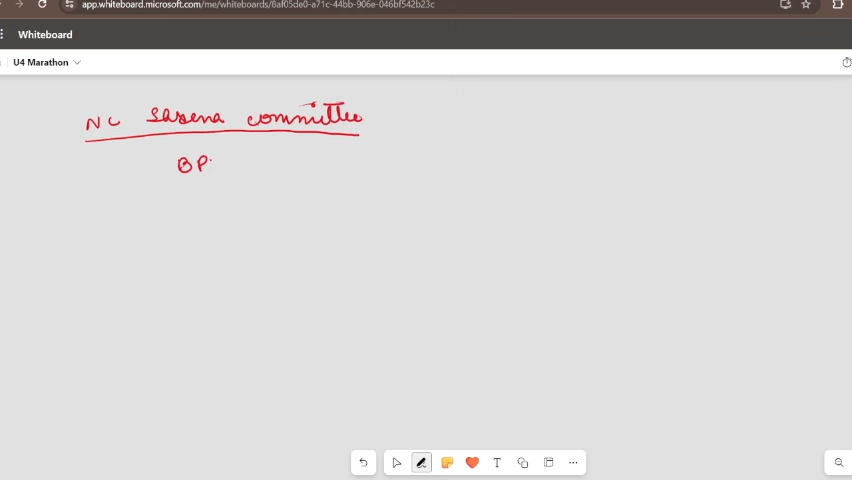 app.whiteboard.microsoft.com/me/whiteboards/8af05de0-a71c-44bb-906e-046bf542b23c
Whiteboard
U4 Marathon
NC Saxena committee
BP
T